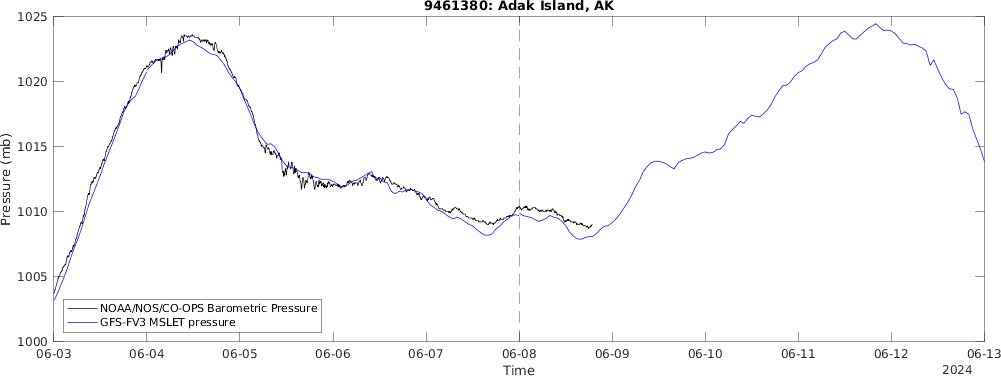 9461380: Adak Island, AK
Pressure (mb)
1025
1020
1015
1010
1005
1000
NOAA/NOS/CO-OPS Barometric Pressure
GFS-FV3 MSLET pressure
06-03 06-04 06-05 06-06 06-07 06-08 06-09 06-10 06-11 06-12 06-13
Time
2024